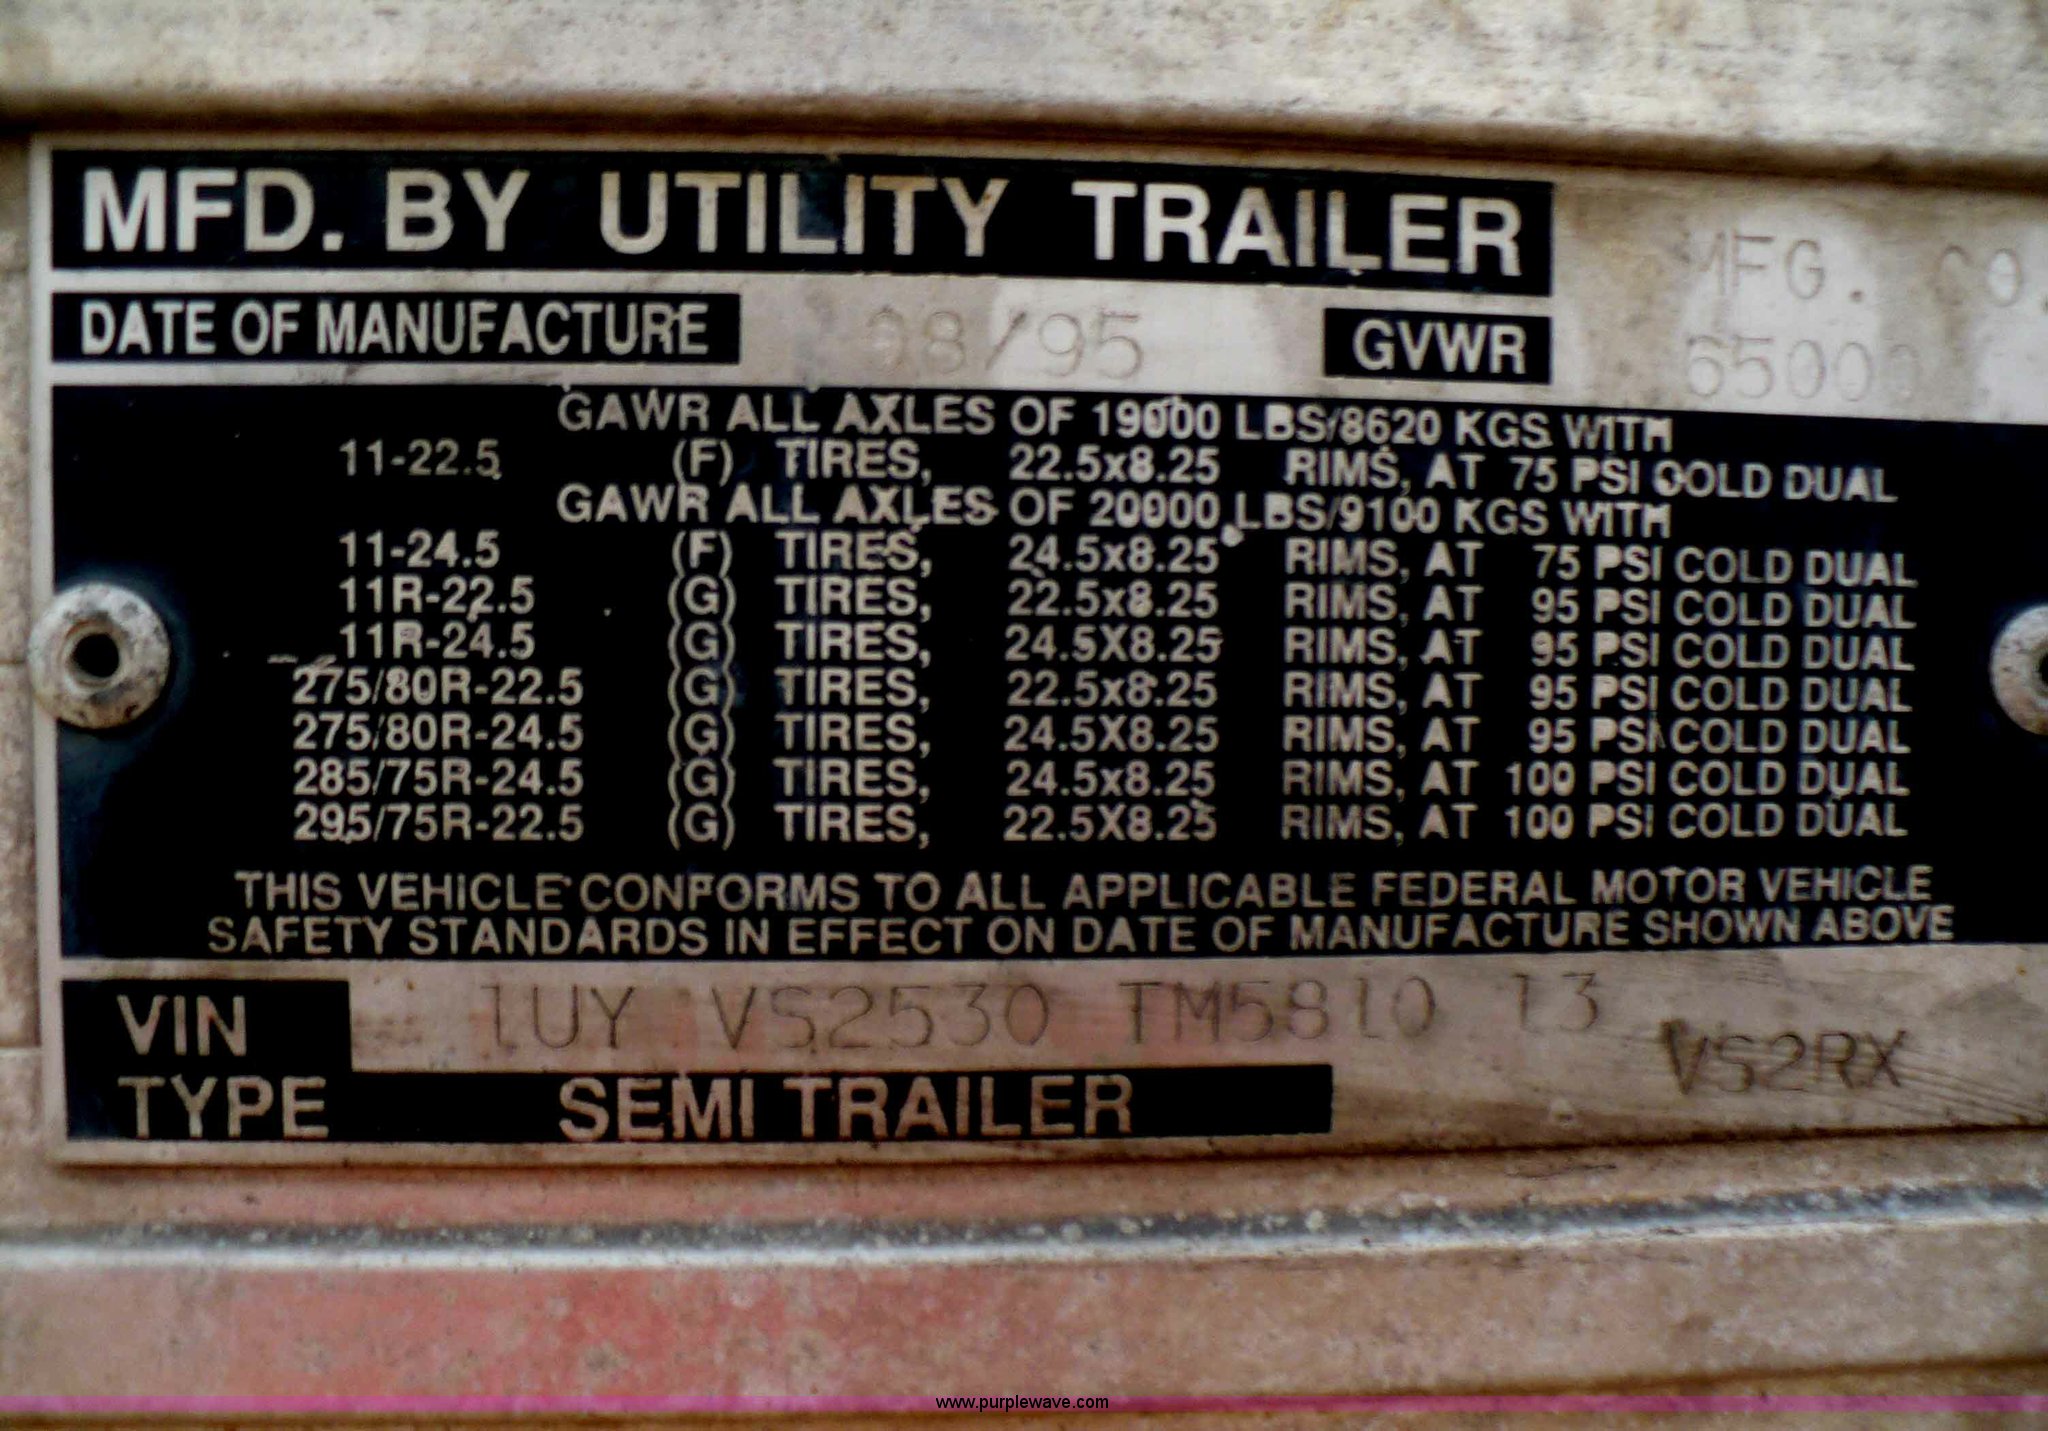 MFD. BY UTILITY TRAILER MFG. CO.
DATE OF MANUFACTURE 08/95 GVWR 65000
GAWR ALL AXLES OF 19000 LBS/8620 KGS WITH
11-22.5 (F) TIRES, 22.5x8.25 RIMS, AT 75 PSI COLD DUAL
GAWR ALL AXLES OF 20000 LBS/9100 KGS WITH
11-24.5 (F) TIRES, 24.5x8.25 RIMS, AT 75 PSI COLD DUAL
11R-22.5 (G) TIRES, 22.5x8.25 RIMS, AT 95 PSI COLD DUAL
11R-24.5 (G) TIRES, 24.5X8.25 RIMS, AT 95 PSI COLD DUAL
275/80R-22.5 (G) TIRES, 22.5x8.25 RIMS, AT 95 PSI COLD DUAL
275/80R-24.5 (G) TIRES, 24.5X8.25 RIMS, AT 95 PSI COLD DUAL
285/75R-24.5 (G) TIRES, 24.5x8.25 RIMS, AT 100 PSI COLD DUAL
295/75R-22.5 (G) TIRES, 22.5X8.25 RIMS, AT 100 PSI COLD DUAL
THIS VEHICLE CONFORMS TO ALL APPLICABLE FEDERAL MOTOR VEHICLE
SAFETY STANDARDS IN EFFECT ON DATE OF MANUFACTURE SHOWN ABOVE
VIN 1UY VS2530 TM5810 13
VS2RX
TYPE SEMI TRAILER
www.purplewave.com